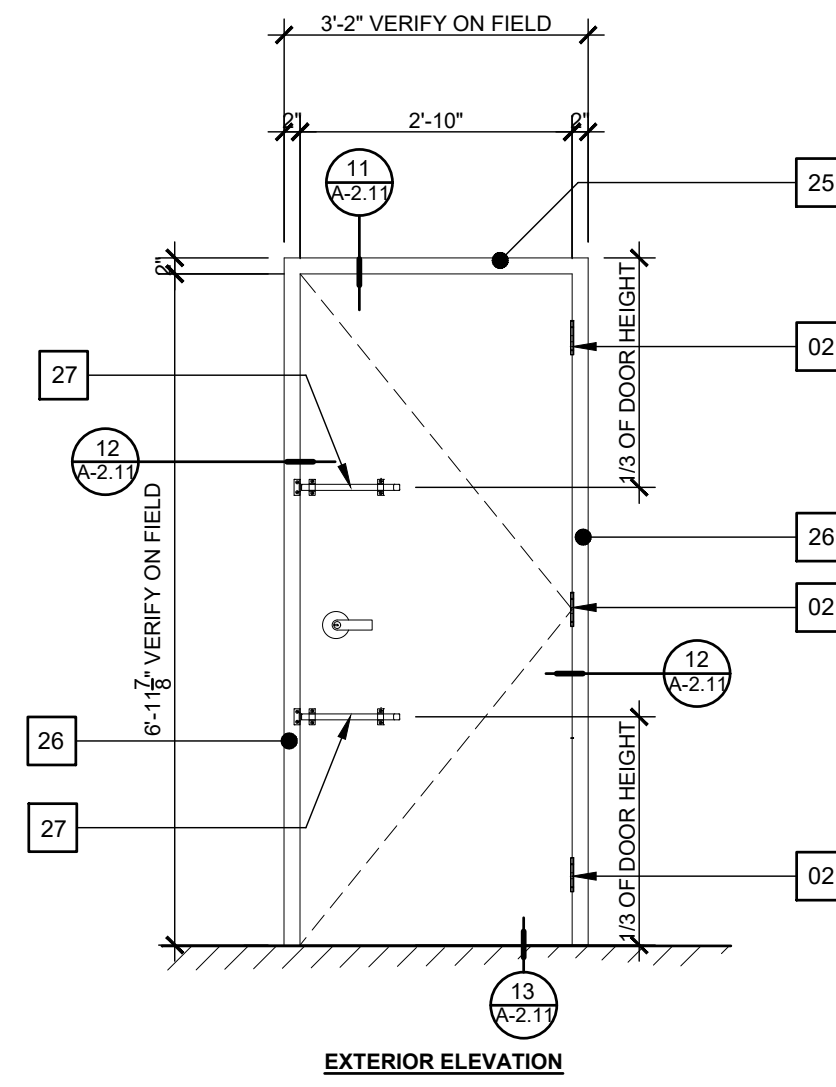 3'-2" VERIFY ON FIELD
2"
2'-10"
2"
11
A-2.11
25
2"
1/3 OF DOOR HEIGHT
02
27
12
A-2.11
6'-11 7/8" VERIFY ON FIELD
26
02
12
A-2.11
26
27
1/3 OF DOOR HEIGHT
02
13
A-2.11
EXTERIOR ELEVATION